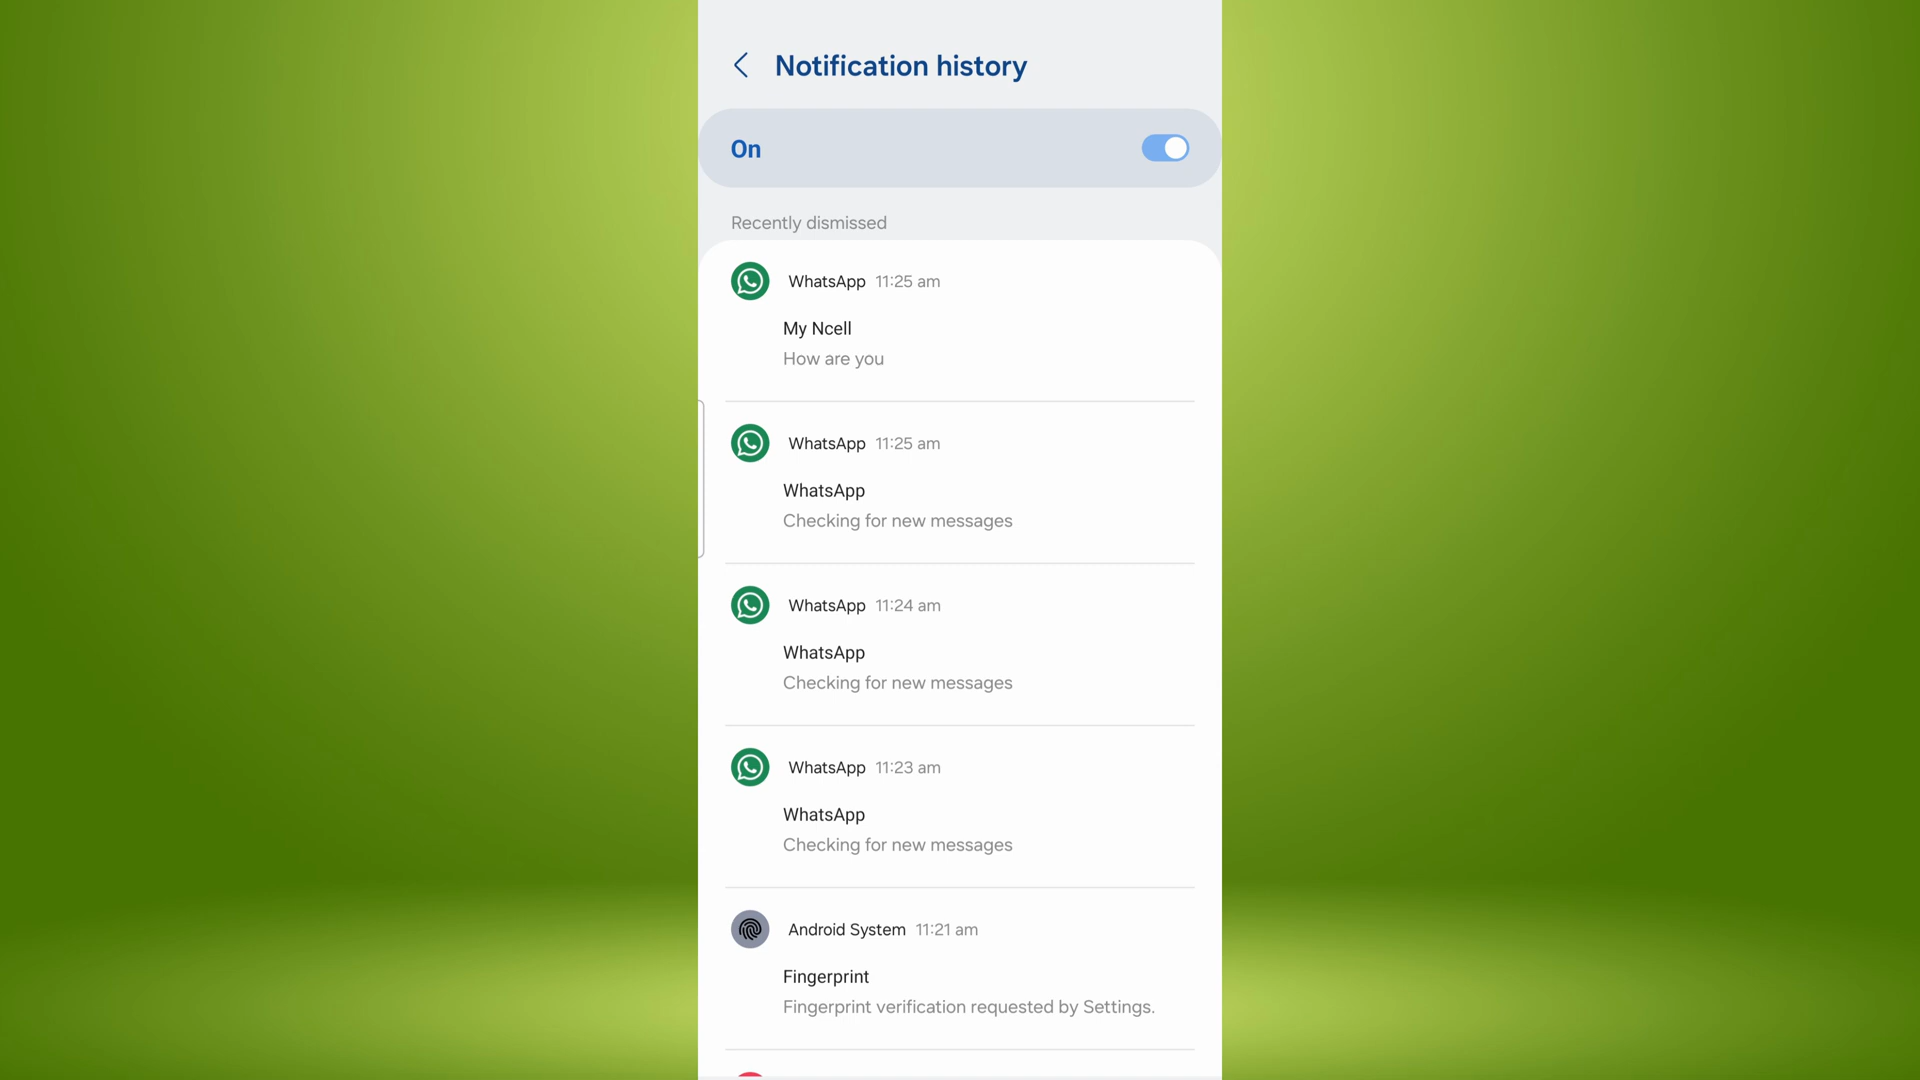 Notification history
On
Recently dismissed
WhatsApp 11:25 am
My Ncell
How are you
WhatsApp 11:25 am
WhatsApp
Checking for new messages
WhatsApp 11:24 am
WhatsApp
Checking for new messages
WhatsApp 11:23 am
WhatsApp
Checking for new messages
Android System 11:21 am
Fingerprint
Fingerprint verification requested by Settings.